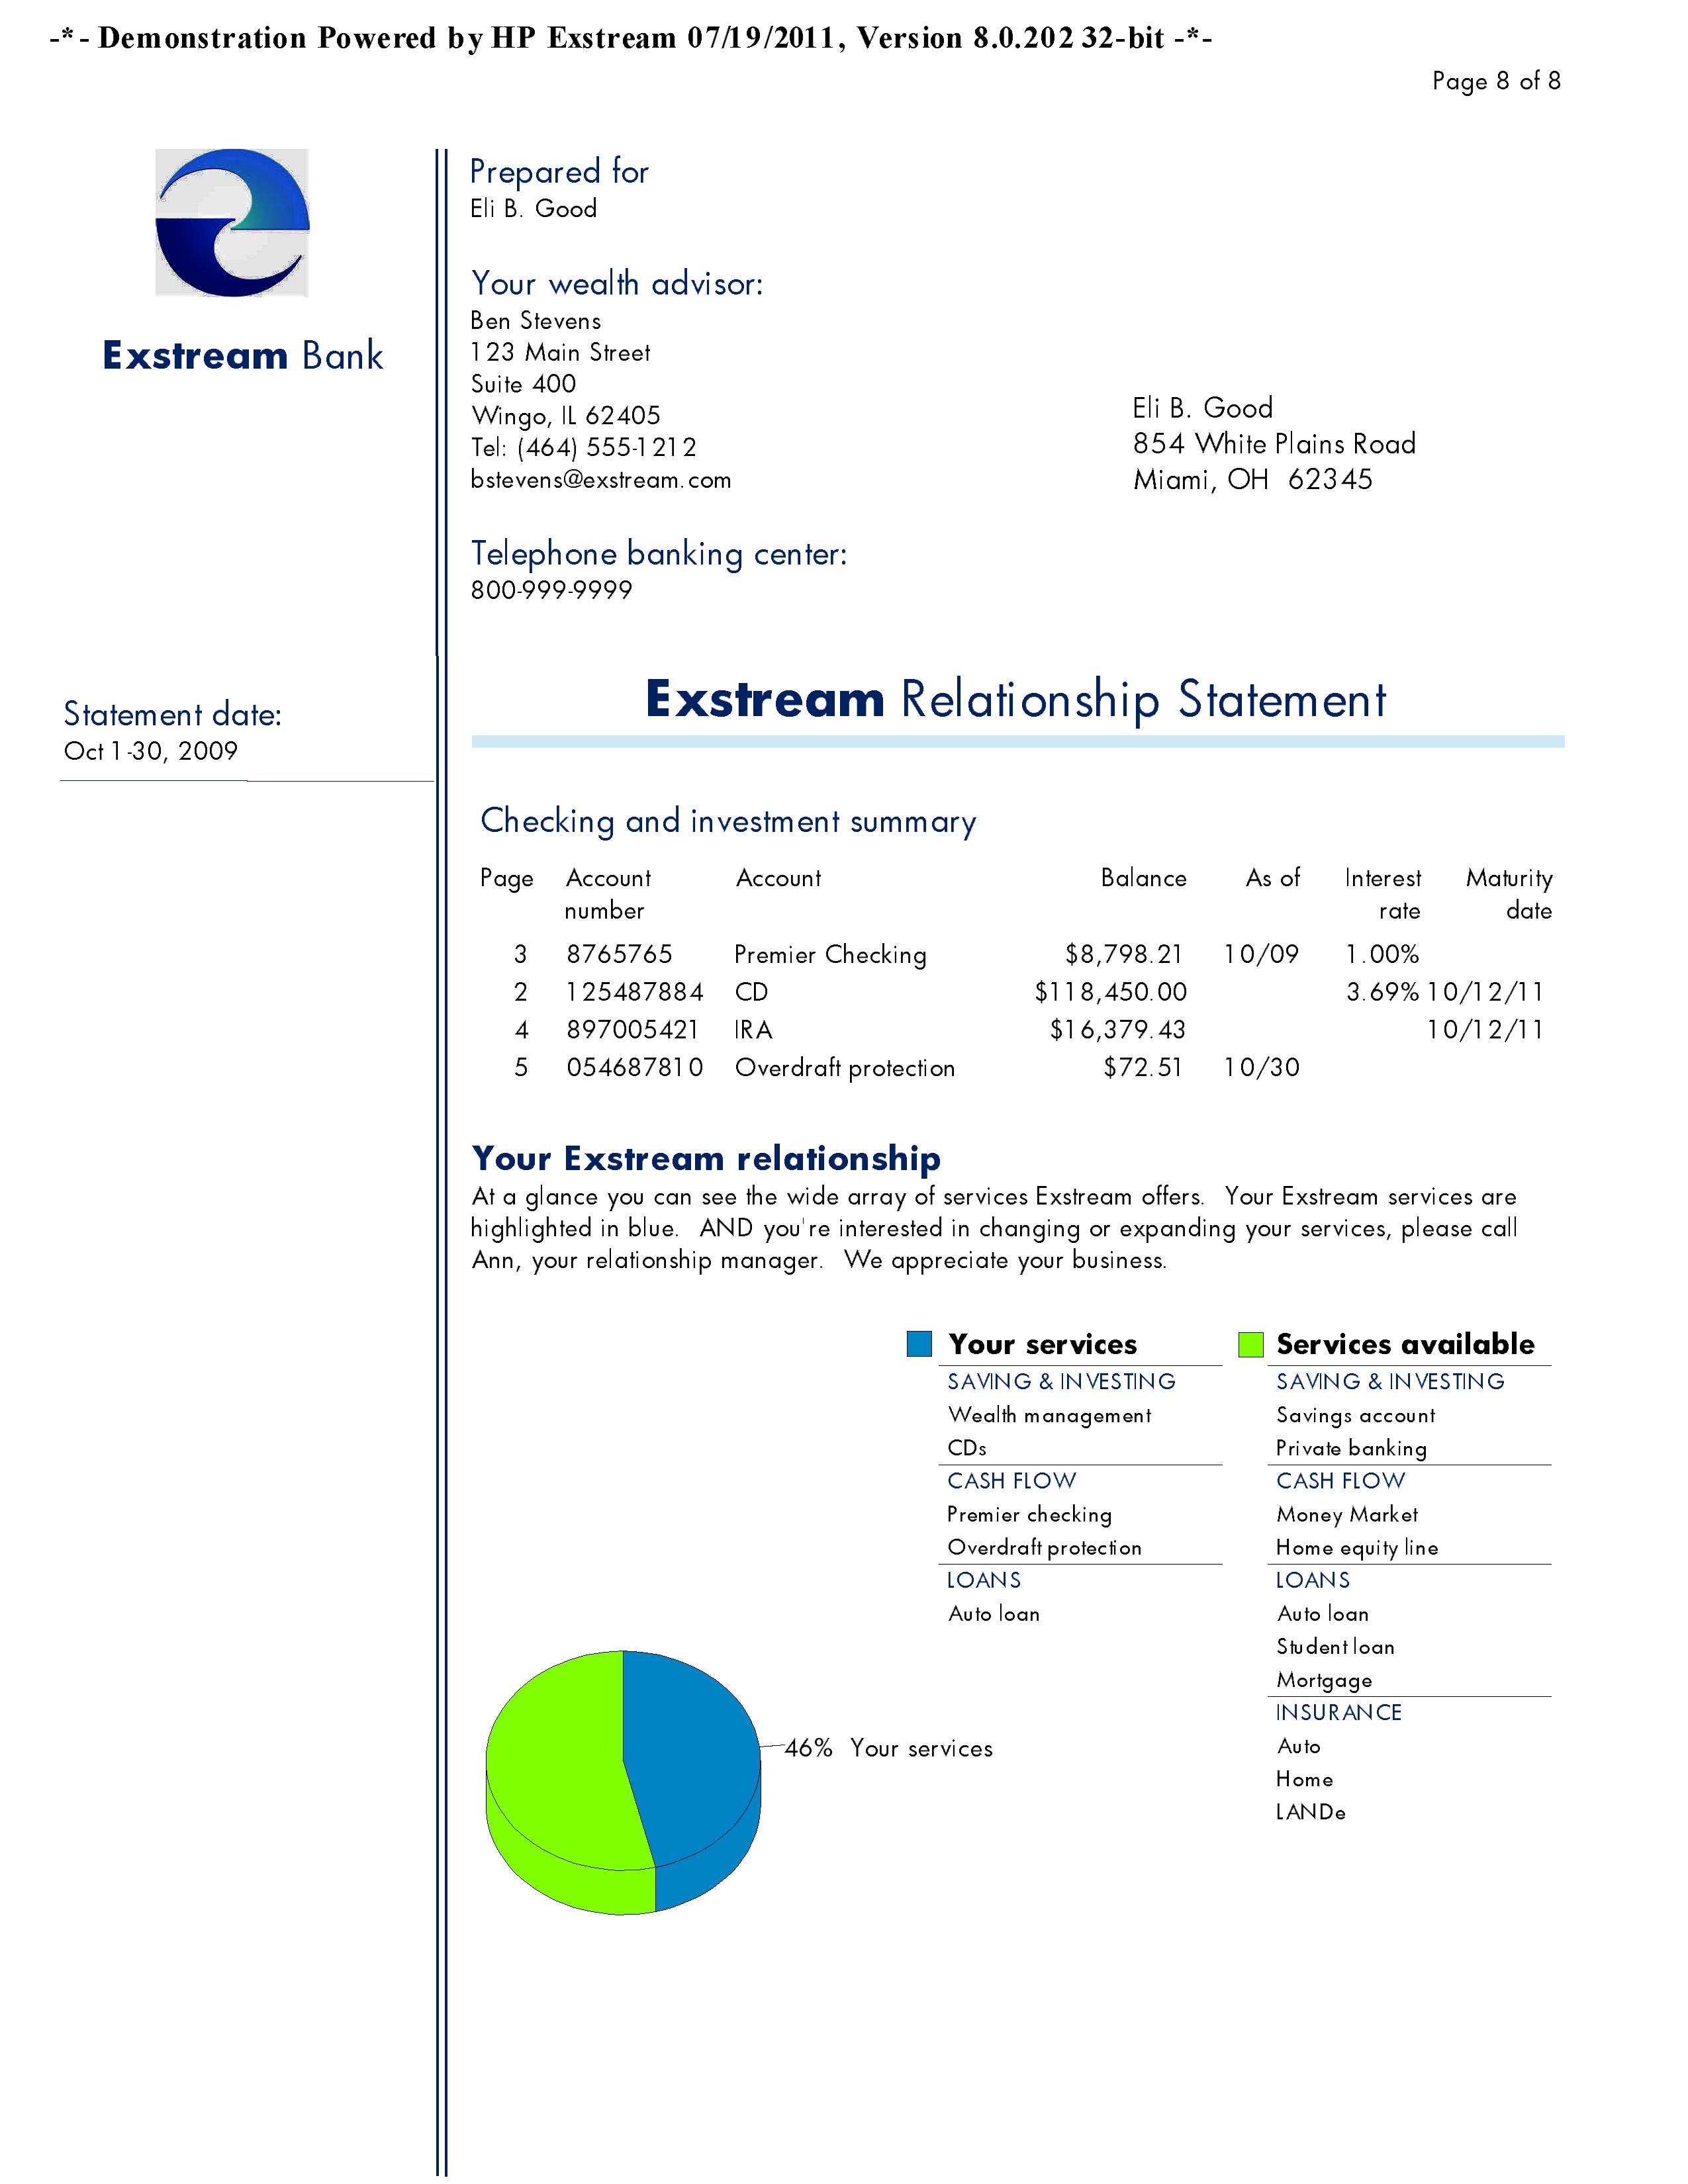 -*- Demonstration Powered by HP Exstream 07/19/2011, Version 8.0.202 32-bit -*-
Page 8 of 8
Exstream Bank
Prepared for
Eli B. Good
Your wealth advisor:
Ben Stevens
123 Main Street
Suite 400
Wingo, IL 62405
Tel: (464) 555-1212
bstevens@exstream.com
Eli B. Good
854 White Plains Road
Miami, OH 62345
Telephone banking center:
800-999-9999
Statement date:
Oct 1-30, 2009
Exstream Relationship Statement
Checking and investment summary
Page Account Account Balance As of Interest Maturity
number rate date
3 8765765 Premier Checking $8,798.21 10/09 1.00%
2 125487884 CD $118,450.00 3.69% 10/12/11
4 897005421 IRA $16,379.43 10/12/11
5 054687810 Overdraft protection $72.51 10/30
Your Exstream relationship
At a glance you can see the wide array of services Exstream offers. Your Exstream services are
highlighted in blue. AND you're interested in changing or expanding your services, please call
Ann, your relationship manager. We appreciate your business.
Your services
SAVING & INVESTING
Wealth management
CDs
CASH FLOW
Premier checking
Overdraft protection
LOANS
Auto loan
Services available
SAVING & INVESTING
Savings account
Private banking
CASH FLOW
Money Market
Home equity line
LOANS
Auto loan
Student loan
Mortgage
INSURANCE
Auto
Home
LANDe
46% Your services